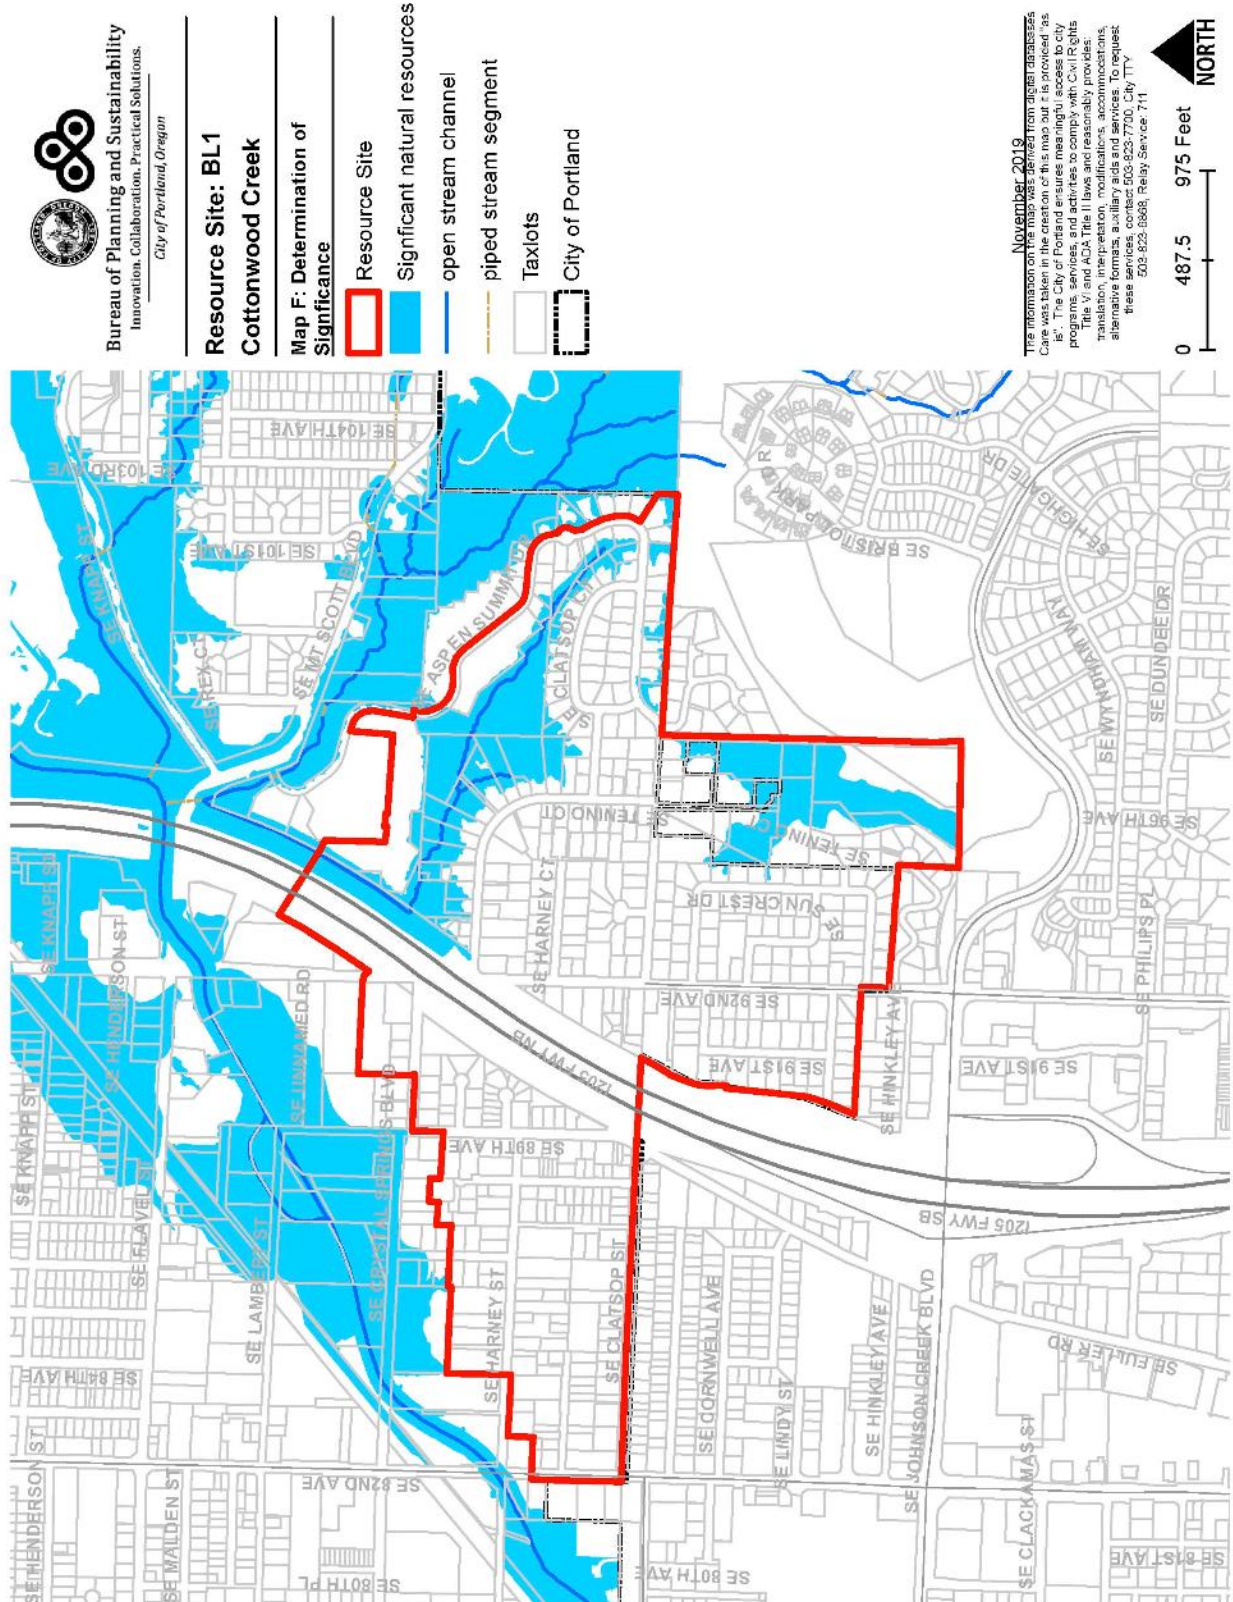 Bureau of Planning and Sustainability
Innovation. Collaboration. Practical Solutions.
City of Portland, Oregon
Resource Site: BL1
Cottonwood Creek
Map F: Determination of
Signficance
Resource Site
Signficant natural resources
open stream channel
piped stream segment
Taxlots
City of Portland
November 2019
The information on the map was derived from digital databases
Care was taken in the creation of this map but it is provided "as
is". The City of Portland ensures meaningful access to city
programs, services, and activities to comply with Civil Rights
Title VI and ADA Title II laws and reasonably provides:
translation, interpretation, modifications, accommodations,
alternative formats, auxiliary aids and services. To request
these services, contact 503-823-7700, City TTY
503-823-6868, Relay Service: 711
0 487.5 975 Feet
NORTH
SE KNAPP ST
SE HENDERSON ST
SE KNAPP ST
SE FLAVEL ST
SE HENDERSON ST
SE MALDEN ST
SE LAMBERT ST
SE UNNAMED RD
SE CRYSTAL SPRINGS BLVD
SE 84TH AVE
SE 82ND AVE
SE 80TH PL
SE 80TH AVE
SE HARNEY ST
SE CLATSOP ST
SE 89TH AVE
I205 FWY NB
I205 FWY SB
SE CORNWELL AVE
SE LINDY ST
SE HINKLEY AVE
SE JOHNSON CREEK BLVD
SE CLACKAMAS ST
SE 81ST AVE
SE FULLER RD
SE 91ST AVE
SE 91ST AVE
SE 92ND AVE
SE HINKLEY AVE
SE SUN CREST DR
SE HARNEY CT
SE TENINO CT
SE TENINO CT
SE CLATSOP CT
SE ASPEN SUMMIT DR
SE MT SCOTT BLVD
SE REX CT
SE KNAPP ST
SE 101ST AVE
SE 103RD AVE
SE 104TH AVE
SE BRISTOL PARK DR
SE HIGHGATE DR
SE WYNDHAM WAY
SE DUNDEE DR
SE 96TH AVE
SE PHILIPS PL